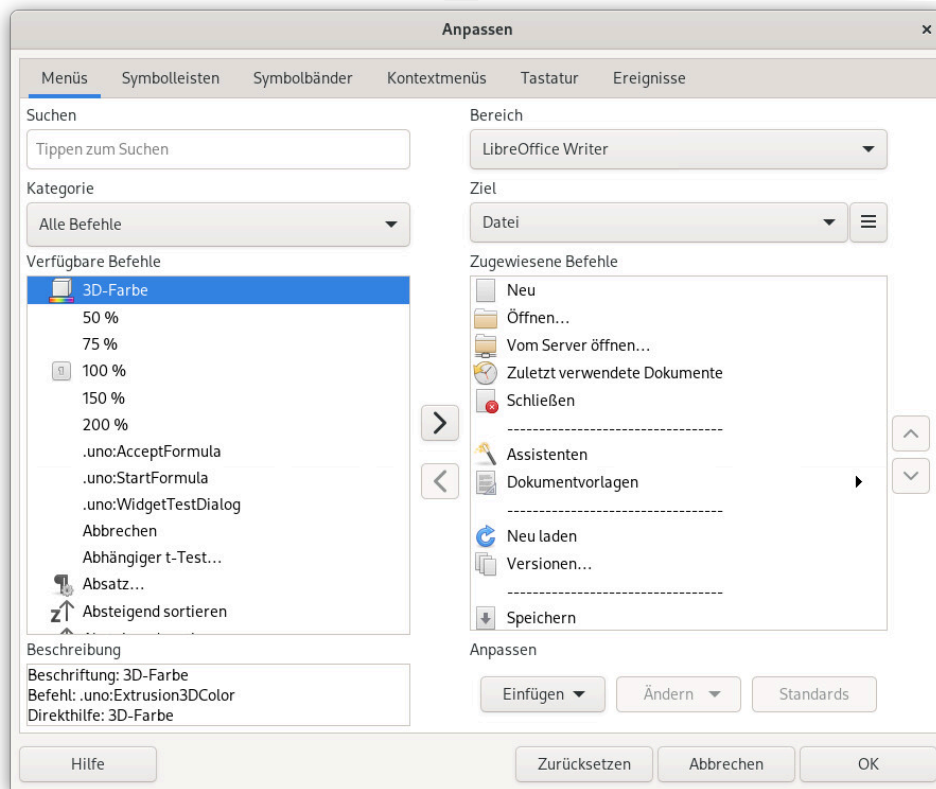 Anpassen
Menüs Symbolleisten Symbolbänder Kontextmenüs Tastatur Ereignisse
Suchen
Tippen zum Suchen
Kategorie
Alle Befehle
Verfügbare Befehle
3D-Farbe
50 %
75 %
100 %
150 %
200 %
.uno:AcceptFormula
.uno:StartFormula
.uno:WidgetTestDialog
Abbrechen
Abhängiger t-Test...
Absatz...
Absteigend sortieren
Beschreibung
Beschriftung: 3D-Farbe
Befehl: .uno:Extrusion3DColor
Direkthilfe: 3D-Farbe
Bereich
LibreOffice Writer
Ziel
Datei
Zugewiesene Befehle
Neu
Öffnen...
Vom Server öffnen...
Zuletzt verwendete Dokumente
Schließen
----------------------------------
Assistenten
Dokumentvorlagen
----------------------------------
Neu laden
Versionen...
----------------------------------
Speichern
Anpassen
Einfügen Ändern Standards
Hilfe Zurücksetzen Abbrechen OK